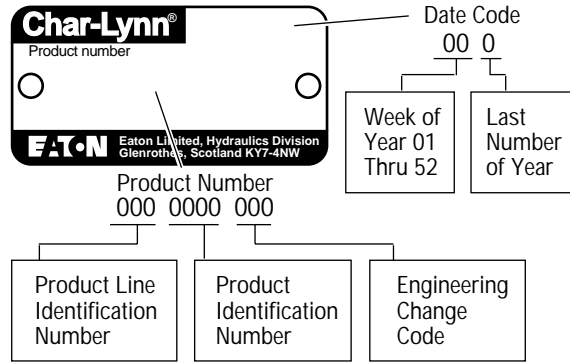 Char-Lynn®
Product number
EATON
Eaton Limited, Hydraulics Division
Glenrothes, Scotland KY7-4NW
Date Code
00 0
Week of
Year 01
Thru 52
Last
Number
of Year
Product Number
000 0000 000
Product Line
Identification
Number
Product
Identification
Number
Engineering
Change
Code